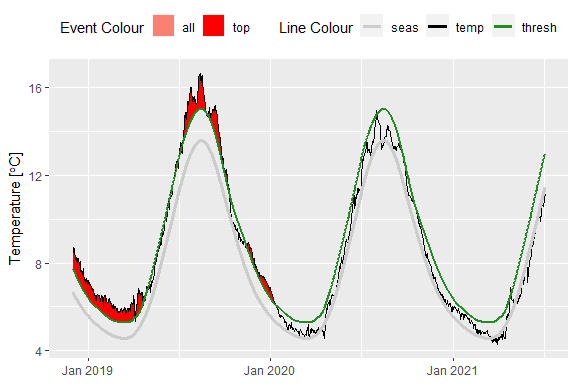 Event Colour all top Line Colour seas temp thresh
Temperature [°C]
16
12
8
4
Jan 2019 Jan 2020 Jan 2021